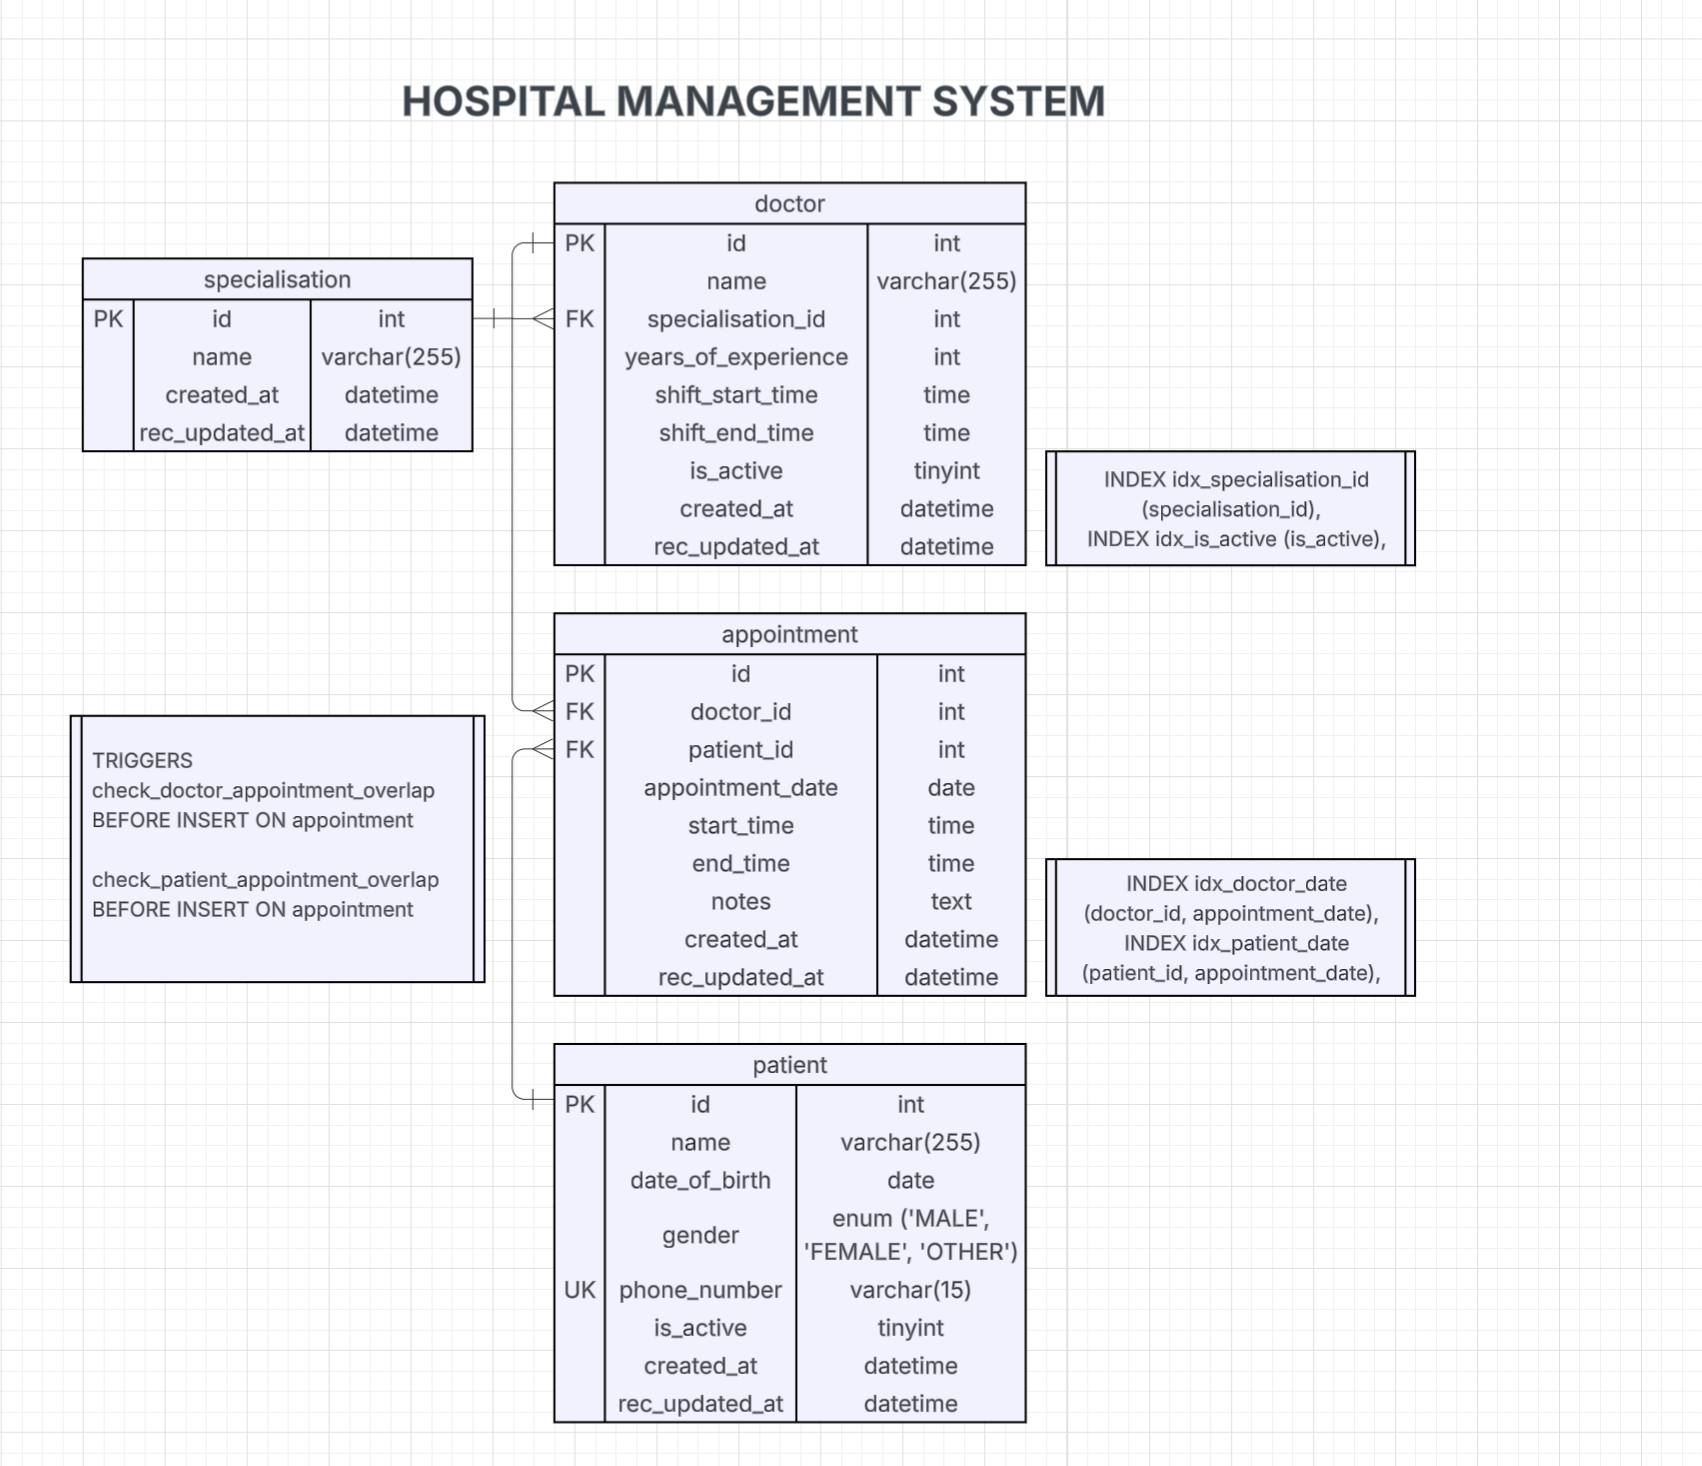 HOSPITAL MANAGEMENT SYSTEM
doctor
PK id int
name varchar(255)
FK specialisation_id int
years_of_experience int
shift_start_time time
shift_end_time time
is_active tinyint
created_at datetime
rec_updated_at datetime
specialisation
PK id int
name varchar(255)
created_at datetime
rec_updated_at datetime
INDEX idx_specialisation_id
(specialisation_id),
INDEX idx_is_active (is_active),
appointment
PK id int
FK doctor_id int
FK patient_id int
appointment_date date
start_time time
end_time time
notes text
created_at datetime
rec_updated_at datetime
TRIGGERS
check_doctor_appointment_overlap
BEFORE INSERT ON appointment
check_patient_appointment_overlap
BEFORE INSERT ON appointment
INDEX idx_doctor_date
(doctor_id, appointment_date),
INDEX idx_patient_date
(patient_id, appointment_date),
patient
PK id int
name varchar(255)
date_of_birth date
gender enum ('MALE',
'FEMALE', 'OTHER')
UK phone_number varchar(15)
is_active tinyint
created_at datetime
rec_updated_at datetime